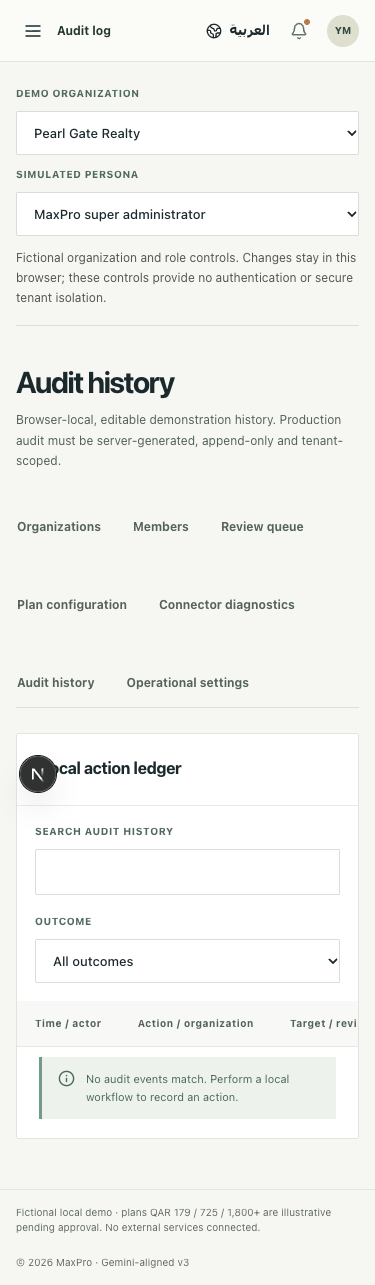 Audit log
العربية
YM
DEMO ORGANIZATION
Pearl Gate Realty
SIMULATED PERSONA
MaxPro super administrator
Fictional organization and role controls. Changes stay in this
browser; these controls provide no authentication or secure
tenant isolation.
Audit history
Browser-local, editable demonstration history. Production
audit must be server-generated, append-only and tenant-
scoped.
Organizations Members Review queue
Plan configuration Connector diagnostics
Audit history Operational settings
N
ocal action ledger
SEARCH AUDIT HISTORY
OUTCOME
All outcomes
Time / actor Action / organization Target / revi
No audit events match. Perform a local
workflow to record an action.
Fictional local demo · plans QAR 179 / 725 / 1,800+ are illustrative
pending approval. No external services connected.
© 2026 MaxPro · Gemini-aligned v3